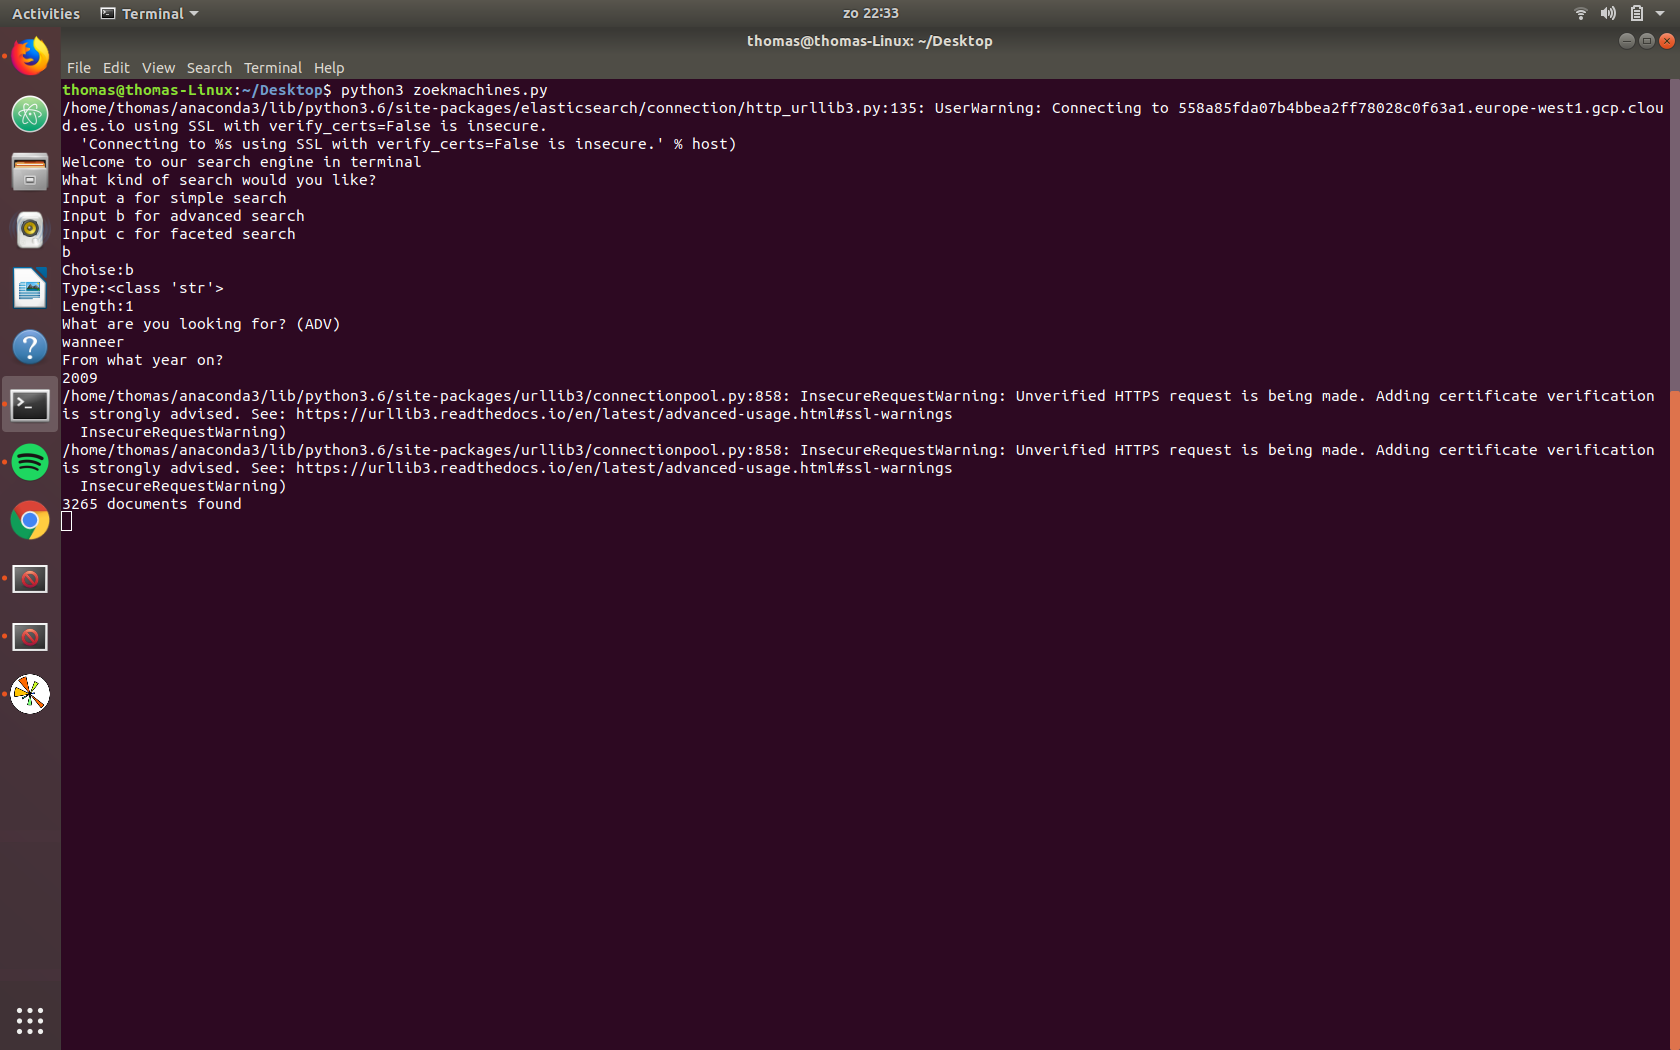 Activities Terminal zo 22:33
thomas@thomas-Linux: ~/Desktop
File Edit View Search Terminal Help
thomas@thomas-Linux:~/Desktop$ python3 zoekmachines.py
/home/thomas/anaconda3/lib/python3.6/site-packages/elasticsearch/connection/http_urllib3.py:135: UserWarning: Connecting to 558a85fda07b4bbea2ff78028c0f63a1.europe-west1.gcp.clou
d.es.io using SSL with verify_certs=False is insecure.
  'Connecting to %s using SSL with verify_certs=False is insecure.' % host)
Welcome to our search engine in terminal
What kind of search would you like?
Input a for simple search
Input b for advanced search
Input c for faceted search
b
Choise:b
Type:<class 'str'>
Length:1
What are you looking for? (ADV)
wanneer
From what year on?
2009
/home/thomas/anaconda3/lib/python3.6/site-packages/urllib3/connectionpool.py:858: InsecureRequestWarning: Unverified HTTPS request is being made. Adding certificate verification
is strongly advised. See: https://urllib3.readthedocs.io/en/latest/advanced-usage.html#ssl-warnings
  InsecureRequestWarning)
/home/thomas/anaconda3/lib/python3.6/site-packages/urllib3/connectionpool.py:858: InsecureRequestWarning: Unverified HTTPS request is being made. Adding certificate verification
is strongly advised. See: https://urllib3.readthedocs.io/en/latest/advanced-usage.html#ssl-warnings
  InsecureRequestWarning)
3265 documents found